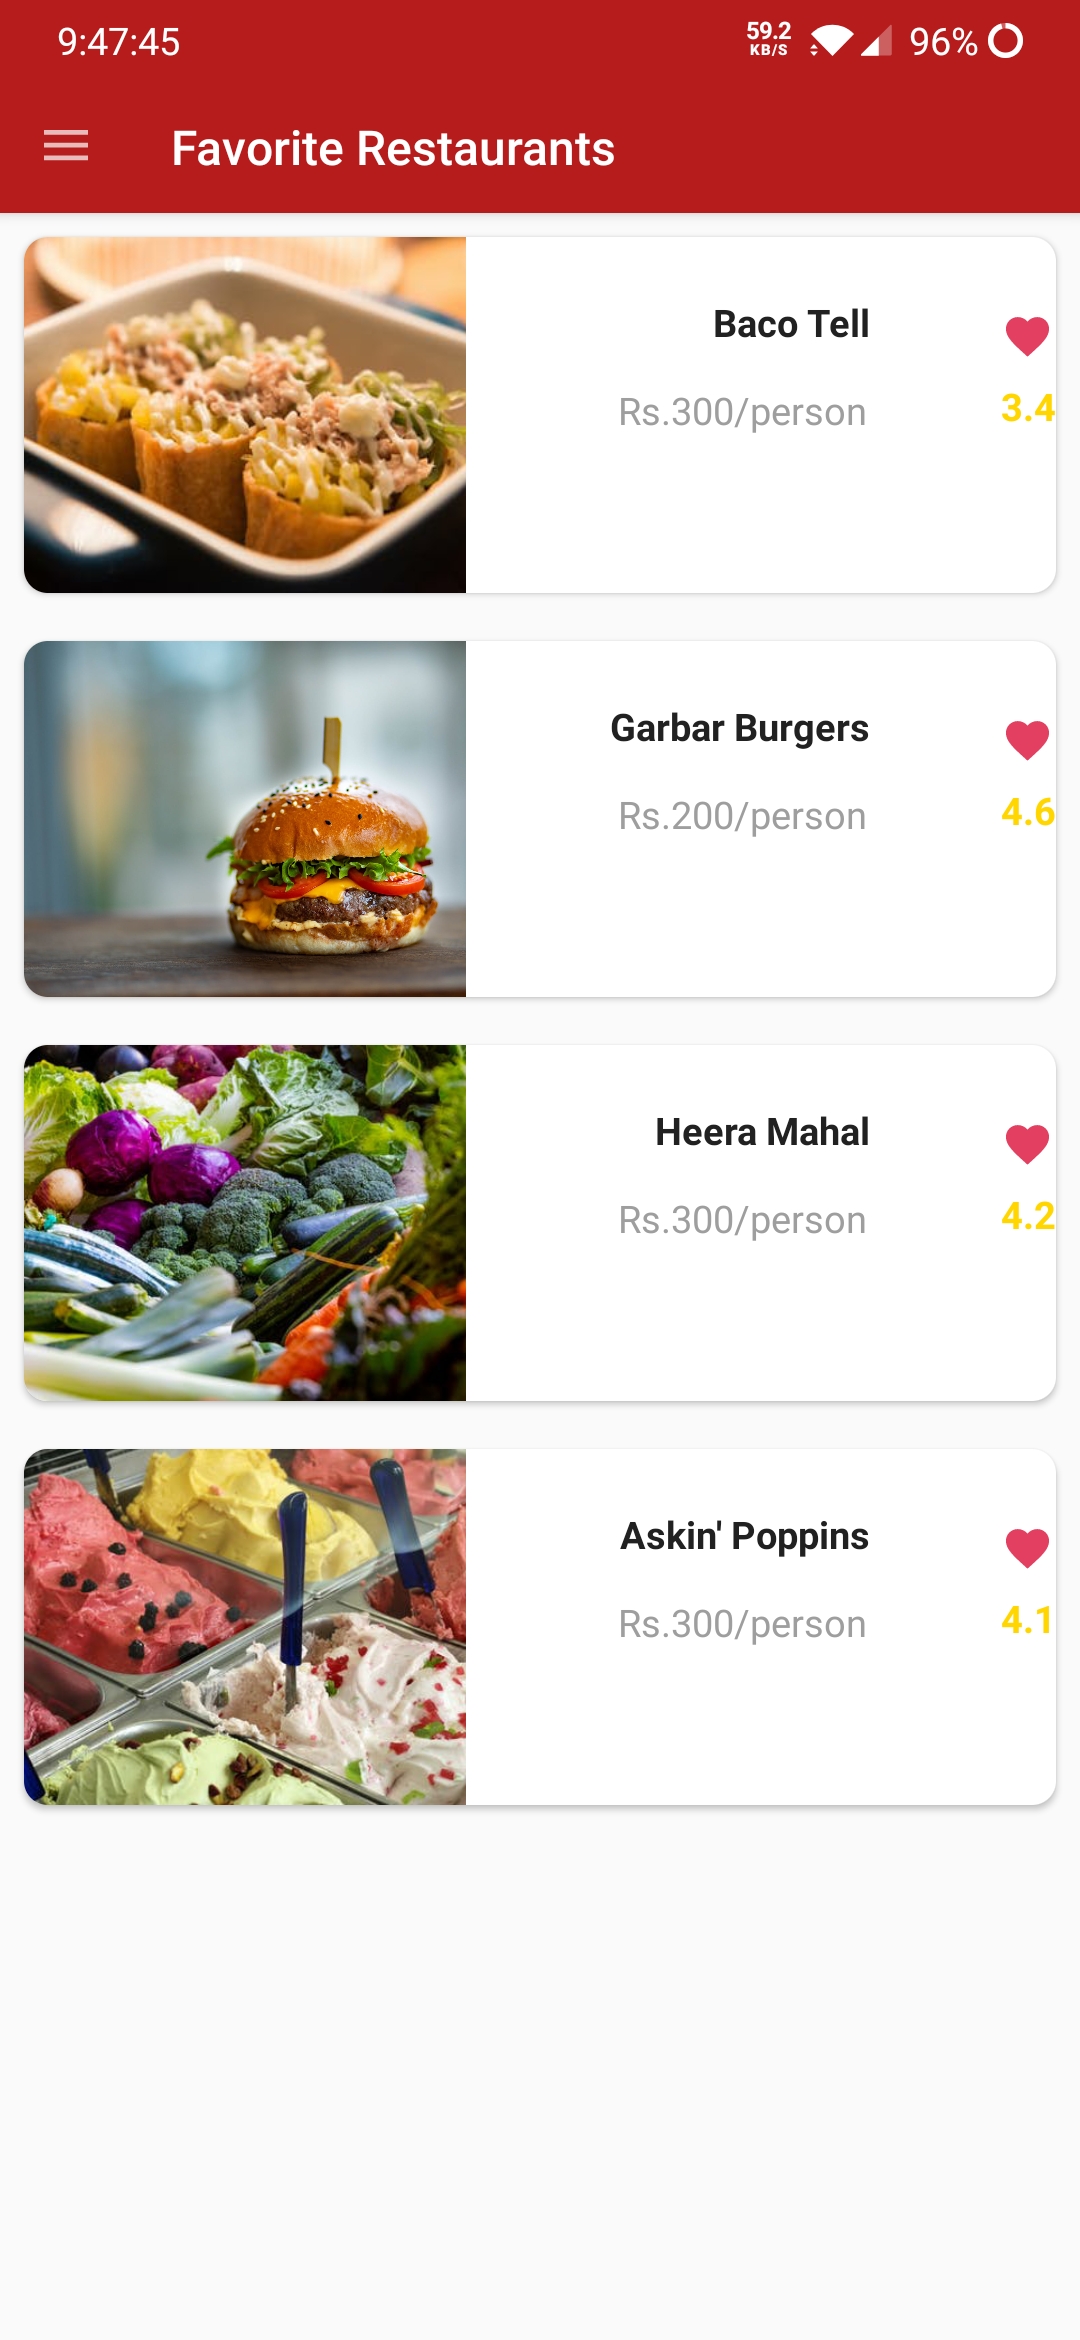 9:47:45
59.2
KB/S
96%
Favorite Restaurants
Baco Tell
Rs.300/person
3.4
Garbar Burgers
Rs.200/person
4.6
Heera Mahal
Rs.300/person
4.2
Askin' Poppins
Rs.300/person
4.1